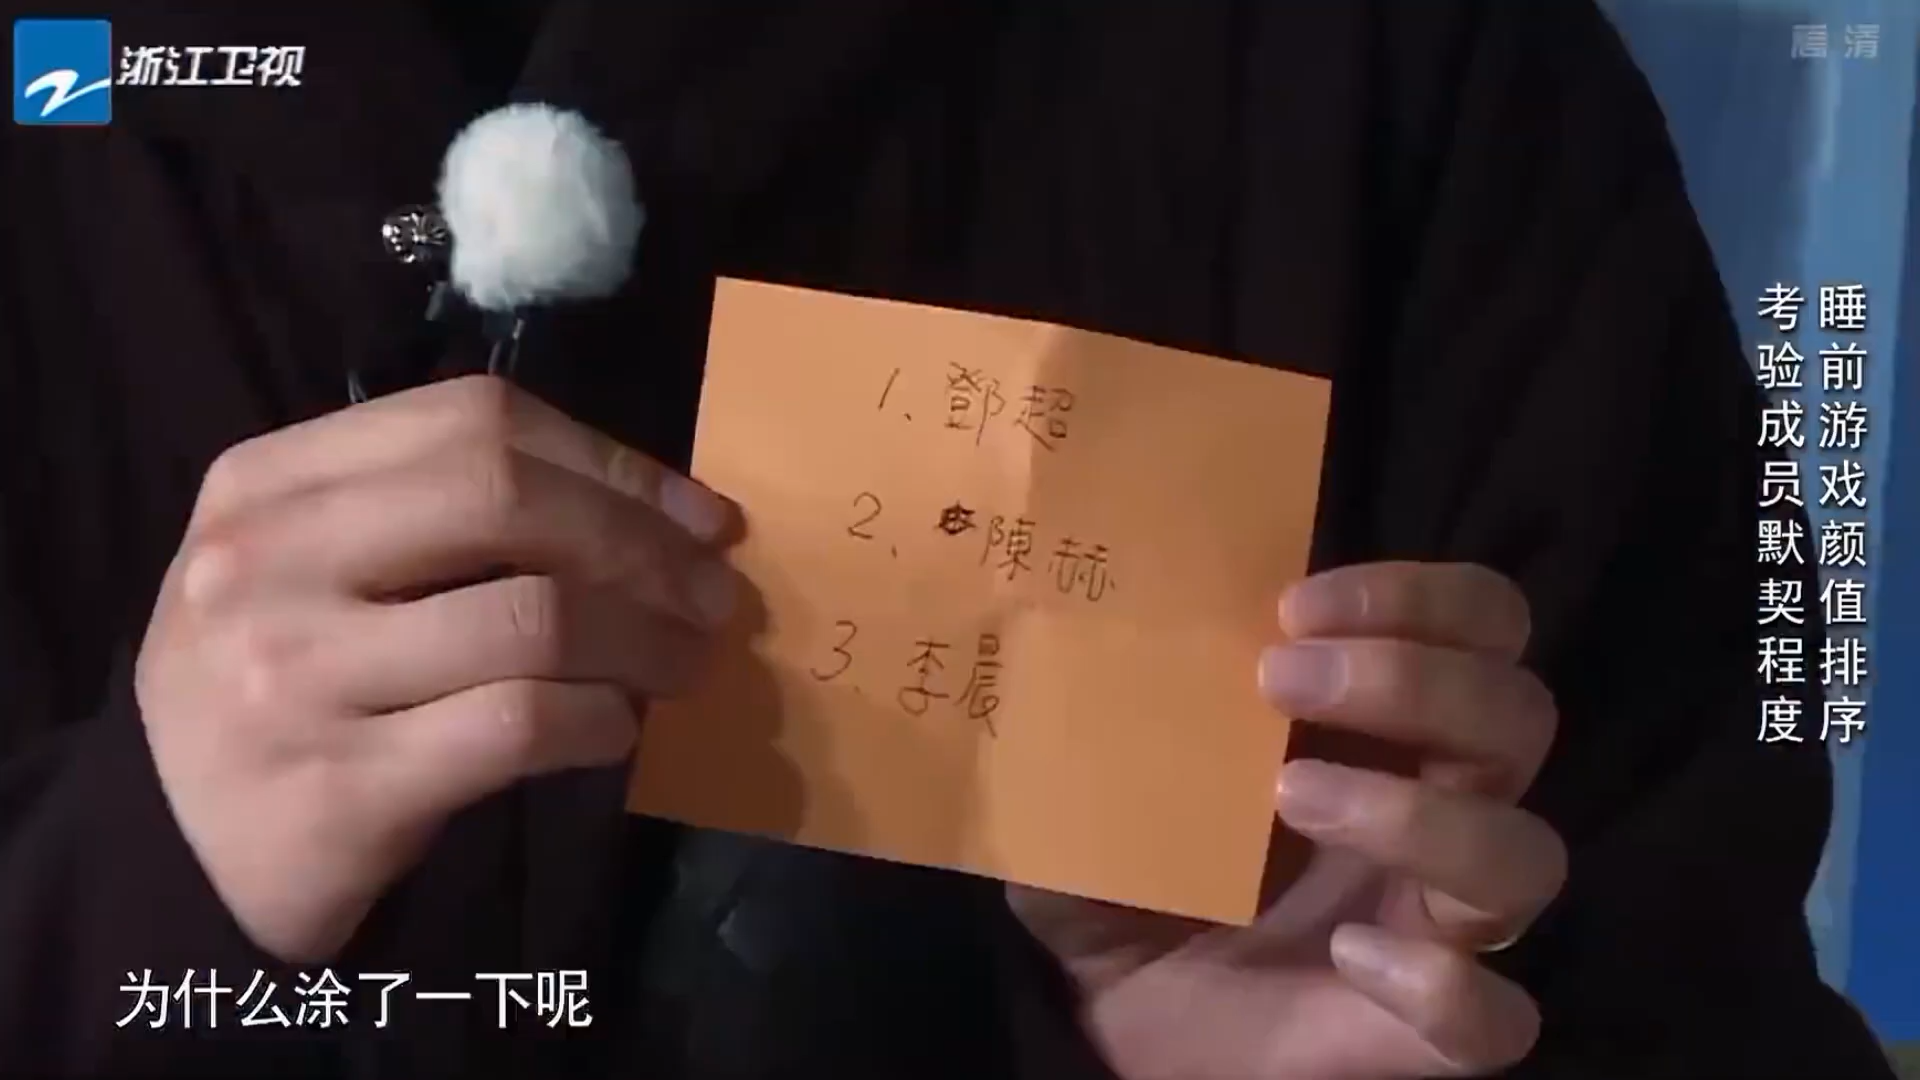 浙江卫视
高清
1、鄧超
2、陳赫
3、李晨
睡前游戏颜值排序
考验成员默契程度
为什么涂了一下呢